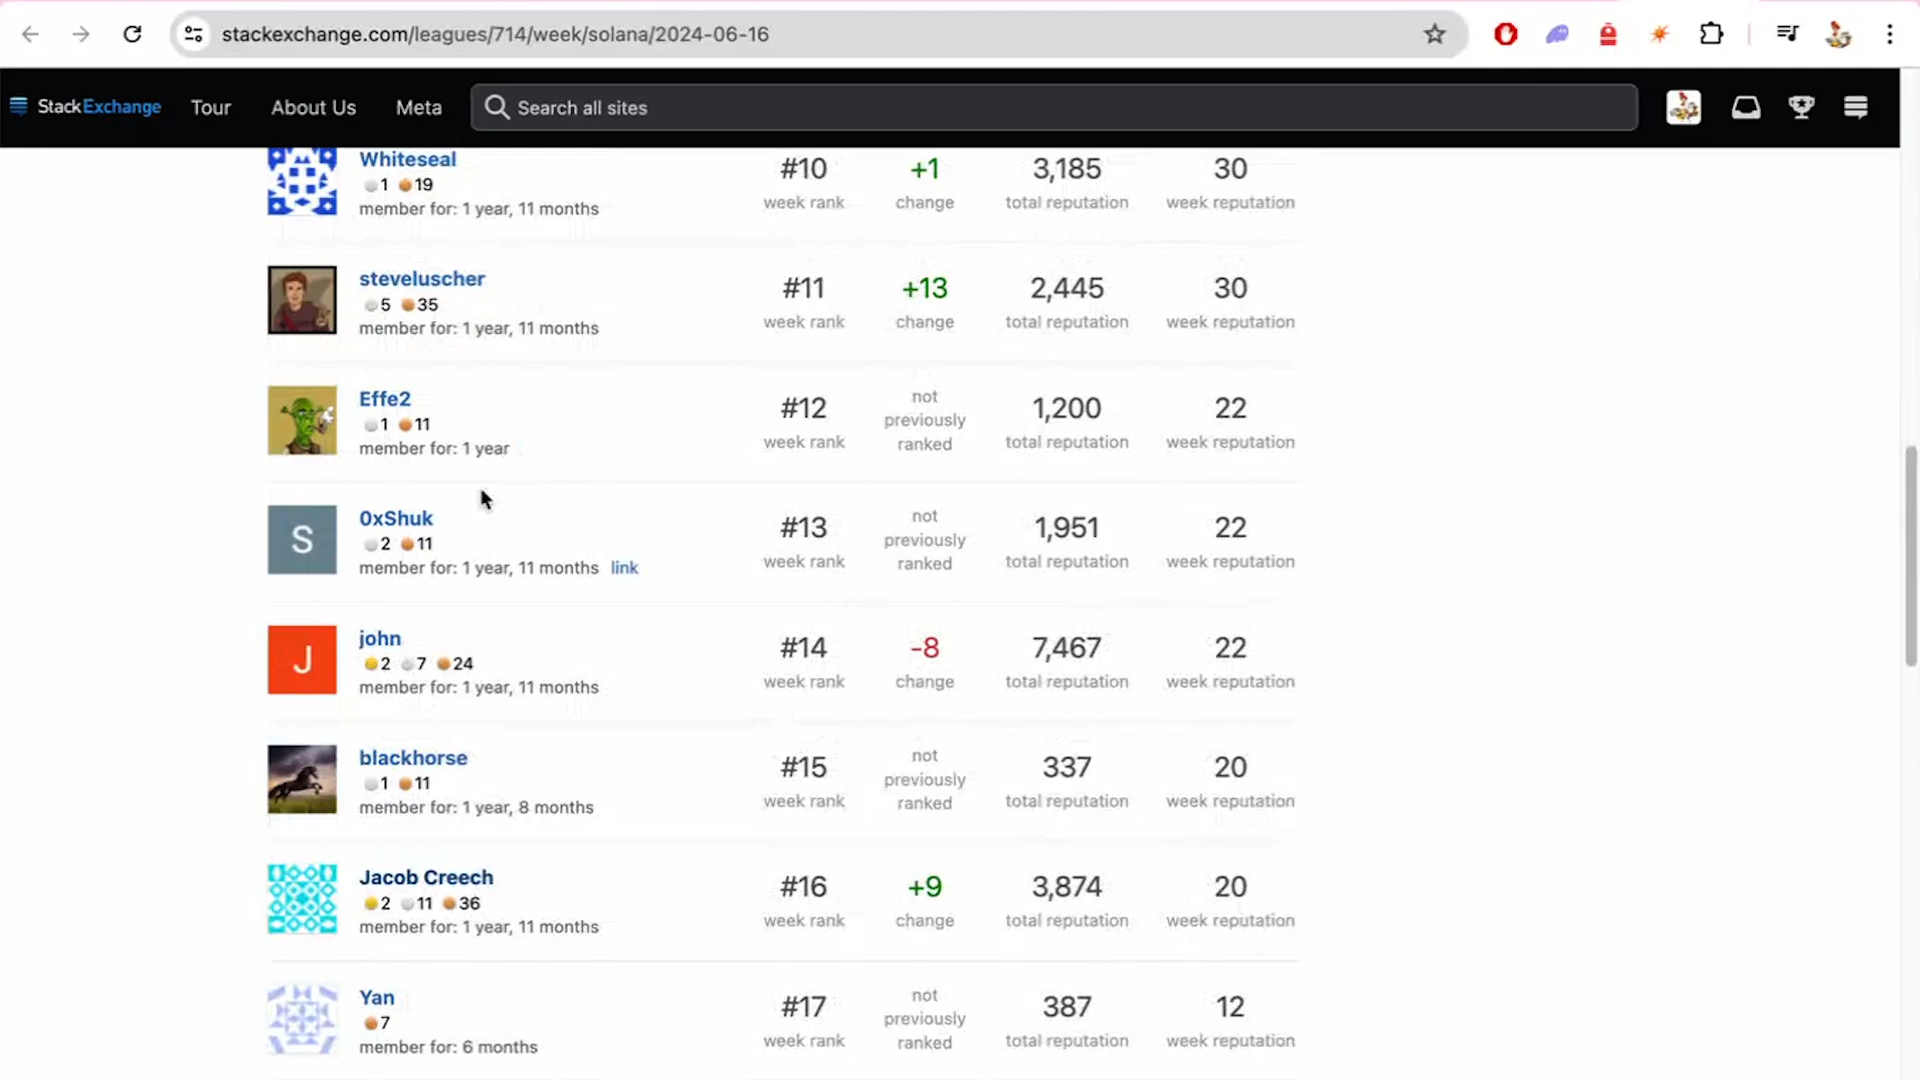 stackexchange.com/leagues/714/week/solana/2024-06-16
StackExchange Tour About Us Meta Search all sites
Whiteseal
1 19
member for: 1 year, 11 months
#10
week rank
+1
change
3,185
total reputation
30
week reputation
steveluscher
5 35
member for: 1 year, 11 months
#11
week rank
+13
change
2,445
total reputation
30
week reputation
Effe2
1 11
member for: 1 year
#12
week rank
not
previously
ranked
1,200
total reputation
22
week reputation
S
0xShuk
2 11
member for: 1 year, 11 months link
#13
week rank
not
previously
ranked
1,951
total reputation
22
week reputation
J
john
2 7 24
member for: 1 year, 11 months
#14
week rank
-8
change
7,467
total reputation
22
week reputation
blackhorse
1 11
member for: 1 year, 8 months
#15
week rank
not
previously
ranked
337
total reputation
20
week reputation
Jacob Creech
2 11 36
member for: 1 year, 11 months
#16
week rank
+9
change
3,874
total reputation
20
week reputation
Yan
7
member for: 6 months
#17
week rank
not
previously
ranked
387
total reputation
12
week reputation